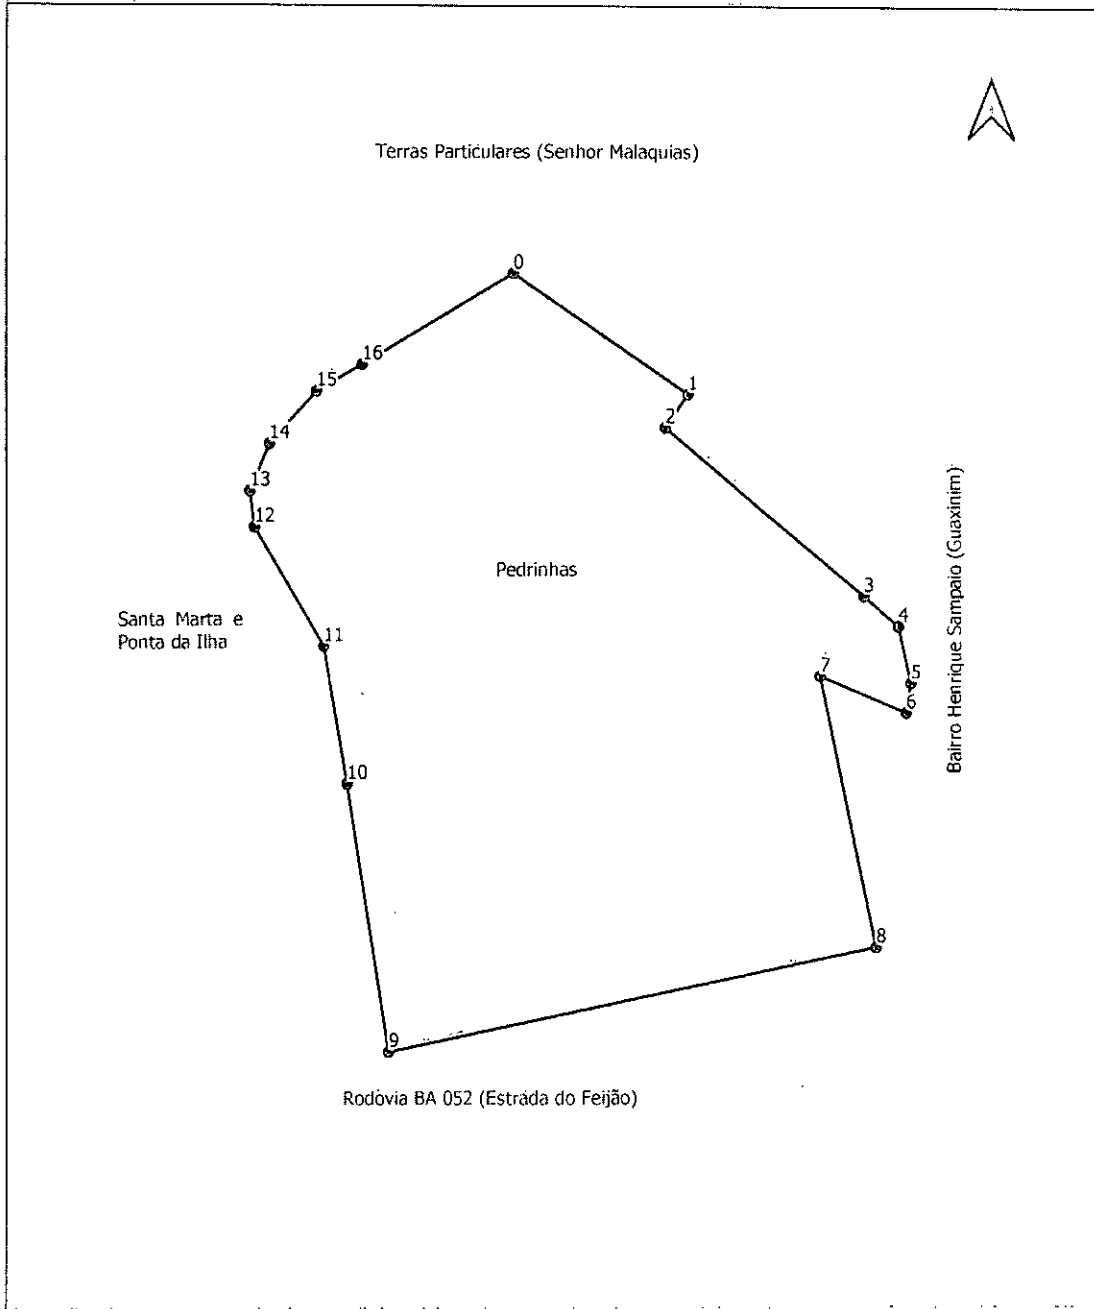 Terras Particulares (Senhor Malaquias)
0
16
15
1
14
2
13
12
Pedrinhas
Bairro Henrique Sampaio (Guaxinim)
3
Santa Marta e
Ponta da Ilha
4
11
7
5
6
10
8
9
Rodovia BA 052 (Estrada do Feijão)